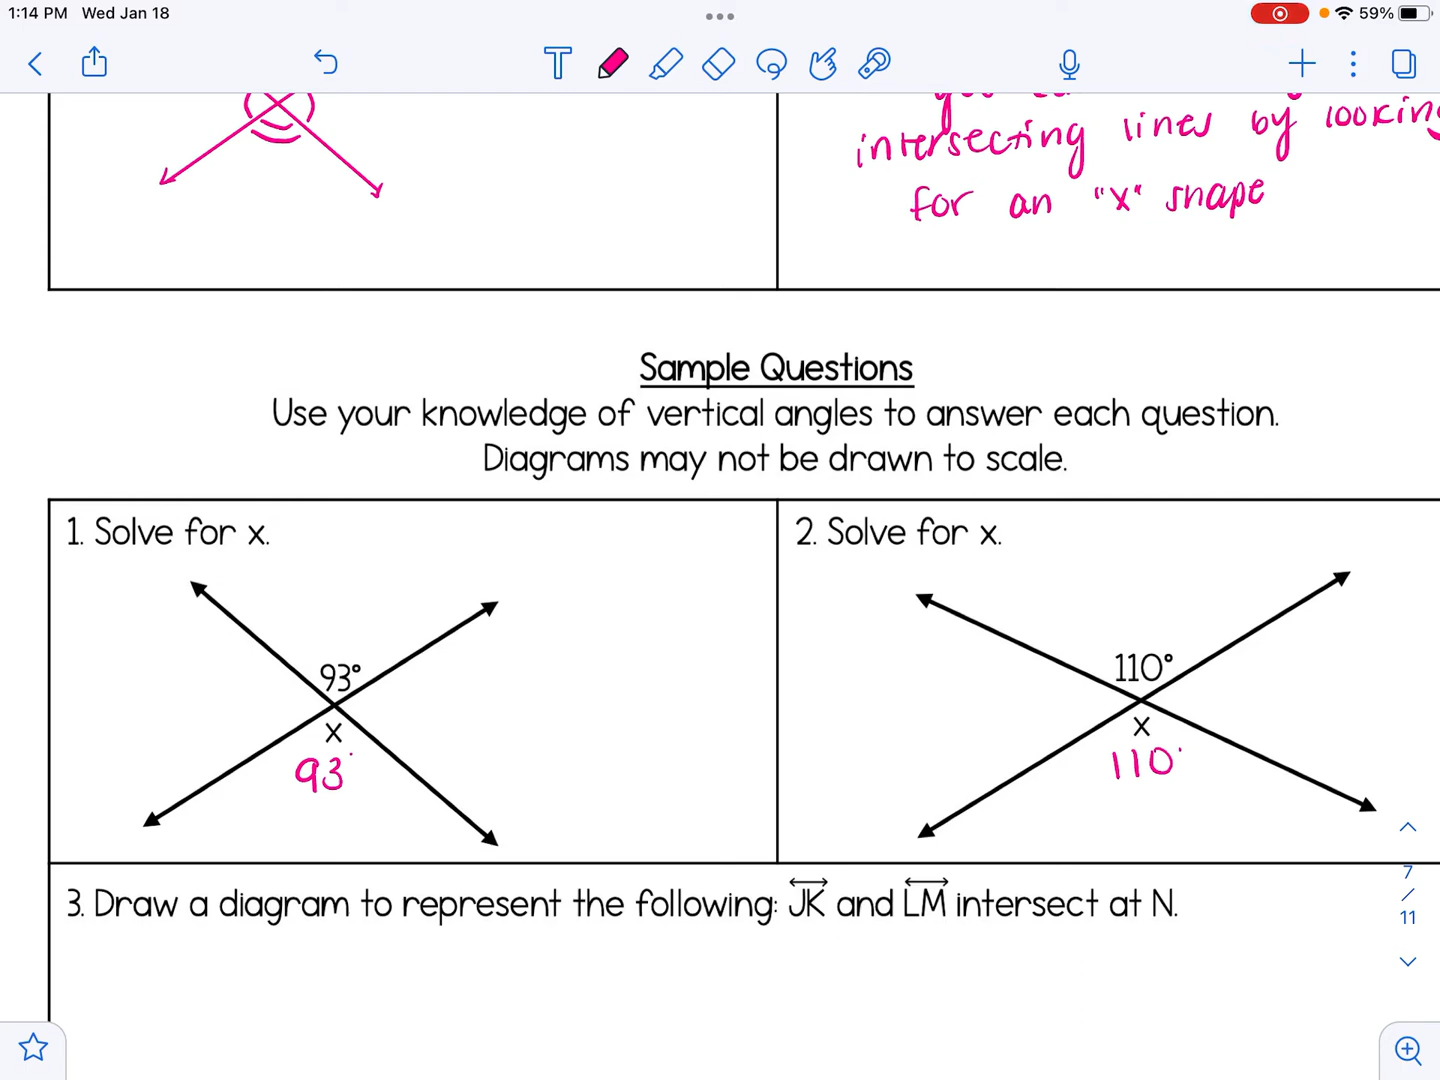 1:14 PM Wed Jan 18
59%
intersecting lines by looking
for an "x" shape
Sample Questions
Use your knowledge of vertical angles to answer each question.
Diagrams may not be drawn to scale.
1. Solve for x.
93°
x
93°
2. Solve for x.
110°
x
110°
3. Draw a diagram to represent the following: JK and LM intersect at N.
7
/
11